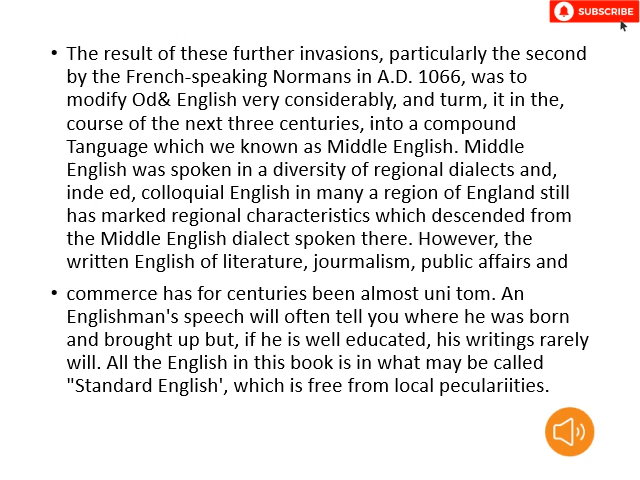 SUBSCRIBE
• The result of these further invasions, particularly the second
by the French-speaking Normans in A.D. 1066, was to
modify Od& English very considerably, and turm, it in the,
course of the next three centuries, into a compound
Tanguage which we known as Middle English. Middle
English was spoken in a diversity of regional dialects and,
inde ed, colloquial English in many a region of England still
has marked regional characteristics which descended from
the Middle English dialect spoken there. However, the
written English of literature, jourmalism, public affairs and
• commerce has for centuries been almost uni tom. An
Englishman's speech will often tell you where he was born
and brought up but, if he is well educated, his writings rarely
will. All the English in this book is in what may be called
"Standard English', which is free from local peculariities.